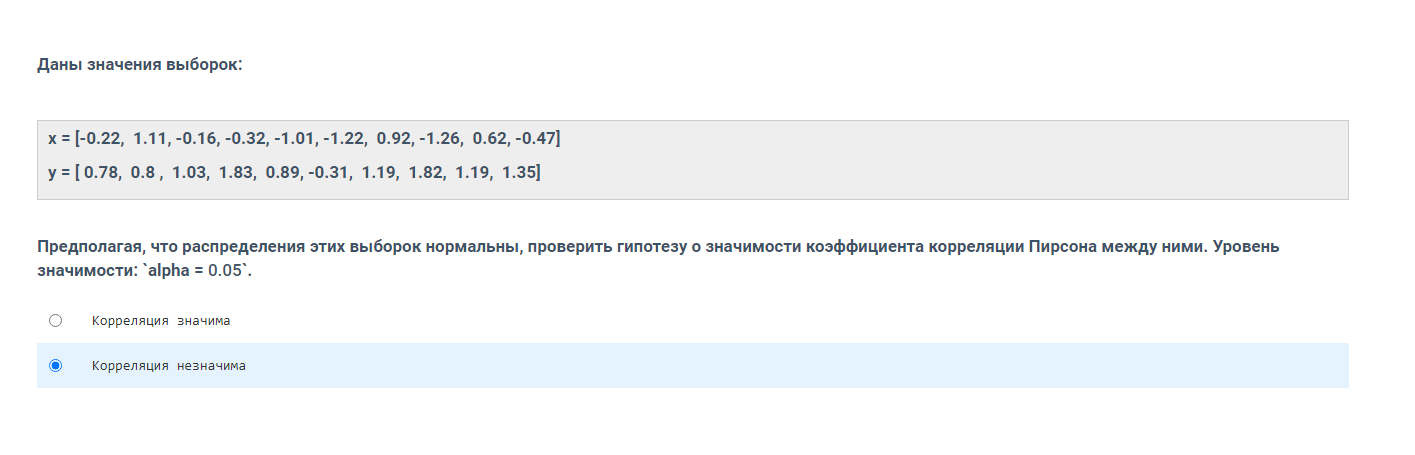 Даны значения выборок:
x = [-0.22,  1.11, -0.16, -0.32, -1.01, -1.22,  0.92, -1.26,  0.62, -0.47]
y = [ 0.78,  0.8 ,  1.03,  1.83,  0.89, -0.31,  1.19,  1.82,  1.19,  1.35]
Предполагая, что распределения этих выборок нормальны, проверить гипотезу о значимости коэффициента корреляции Пирсона между ними. Уровень
значимости: `alpha = 0.05`.
Корреляция значима
Корреляция незначима